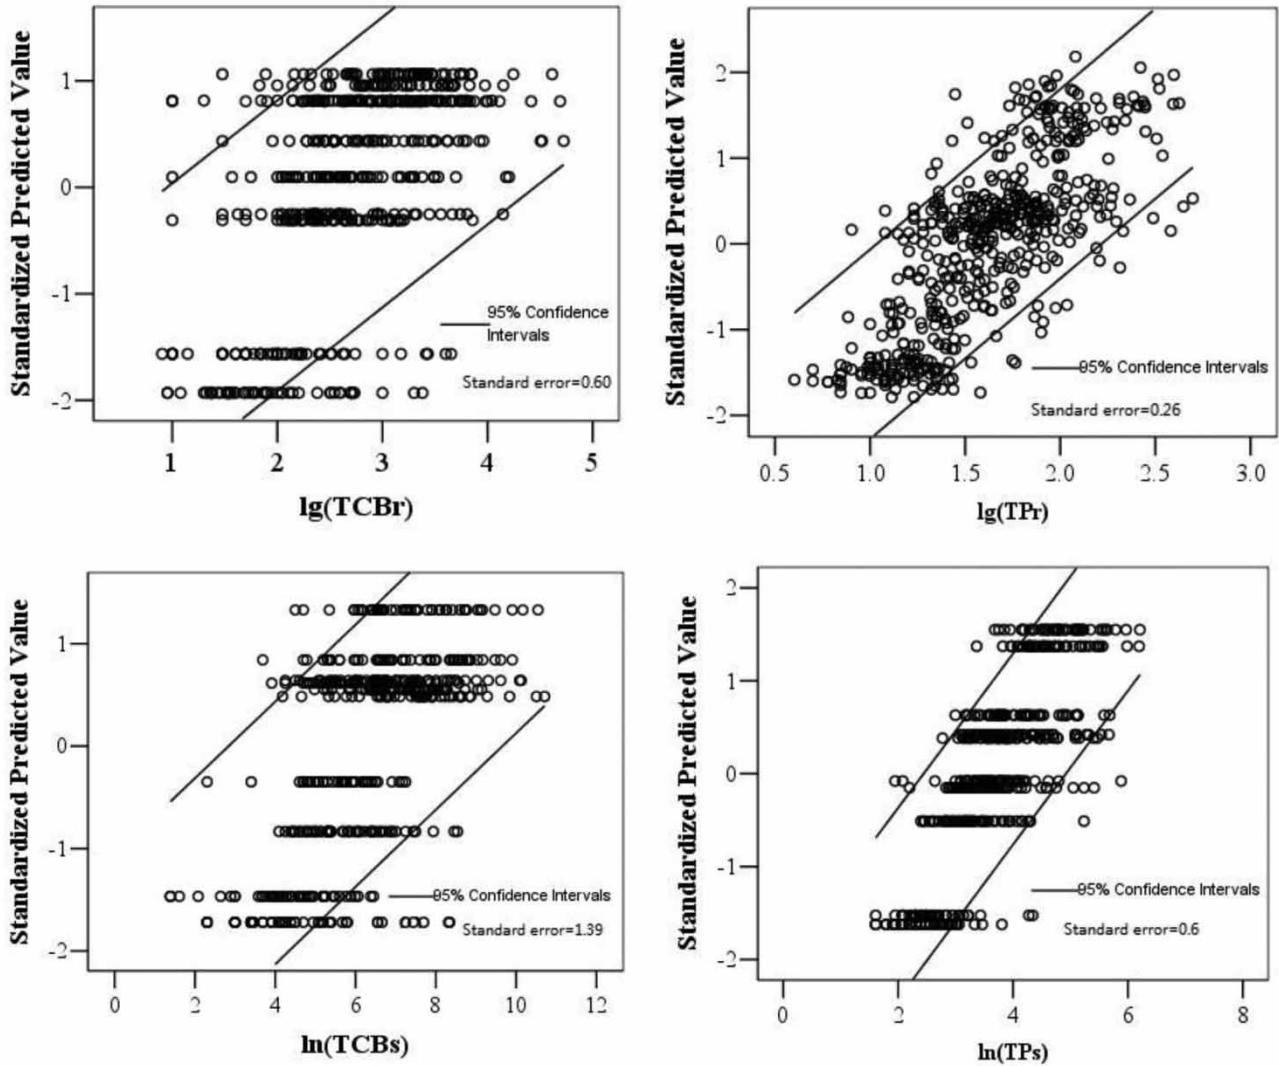 Standardized Predicted Value
1
0
-1
-2
95% Confidence
Intervals
Standard error=0.60
1 2 3 4 5
lg(TCBr)
Standardized Predicted Value
2
1
0
-1
-2
95% Confidence Intervals
Standard error=0.26
0.5 1.0 1.5 2.0 2.5 3.0
lg(TPr)
Standardized Predicted Value
1
0
-1
-2
95% Confidence Intervals
Standard error=1.39
0 2 4 6 8 10 12
ln(TCBs)
Standardized Predicted Value
2
1
0
-1
-2
95% Confidence Intervals
Standard error=0.6
0 2 4 6 8
ln(TPs)